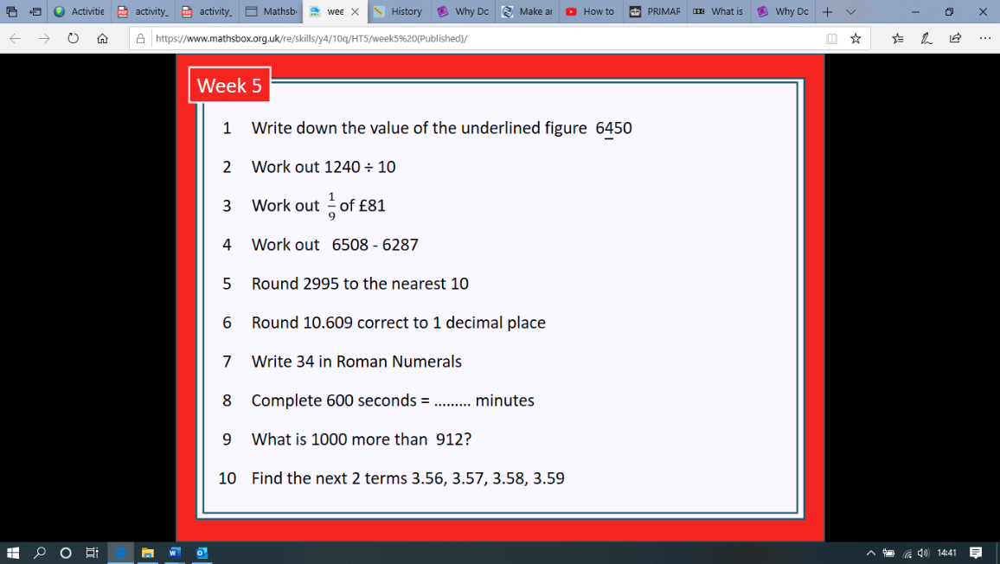 Activitie
activity_
activity_
Mathsb
wee
History
Why Do
Make ar
How to
PRIMAR
What is
Why Do
https://www.mathsbox.org.uk/re/skills/y4/10q/HT5/week5%20(Published)/
Week 5
1 Write down the value of the underlined figure 6450
2 Work out 1240 ÷ 10
3 Work out 1/9 of £81
4 Work out 6508 - 6287
5 Round 2995 to the nearest 10
6 Round 10.609 correct to 1 decimal place
7 Write 34 in Roman Numerals
8 Complete 600 seconds = ......... minutes
9 What is 1000 more than 912?
10 Find the next 2 terms 3.56, 3.57, 3.58, 3.59
14:41